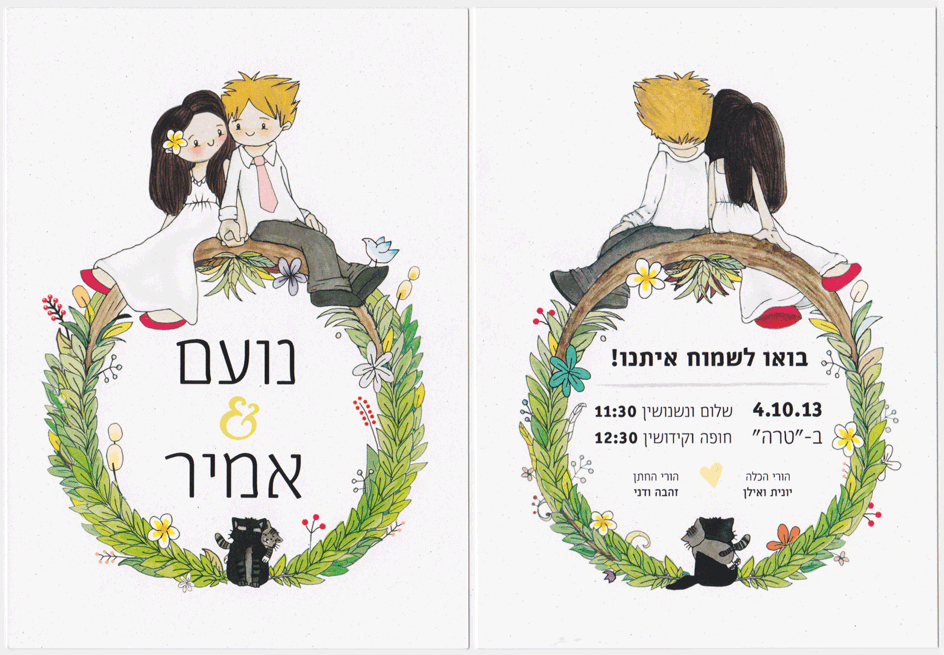 נועם
&
אמיר
בואו לשמוח איתנו!
4.10.13 שלום ונשנושין 11:30
ב-"טרה" חופה וקידושין 12:30
הורי הכלה הורי החתן
יונית ואילן זהבה ודני